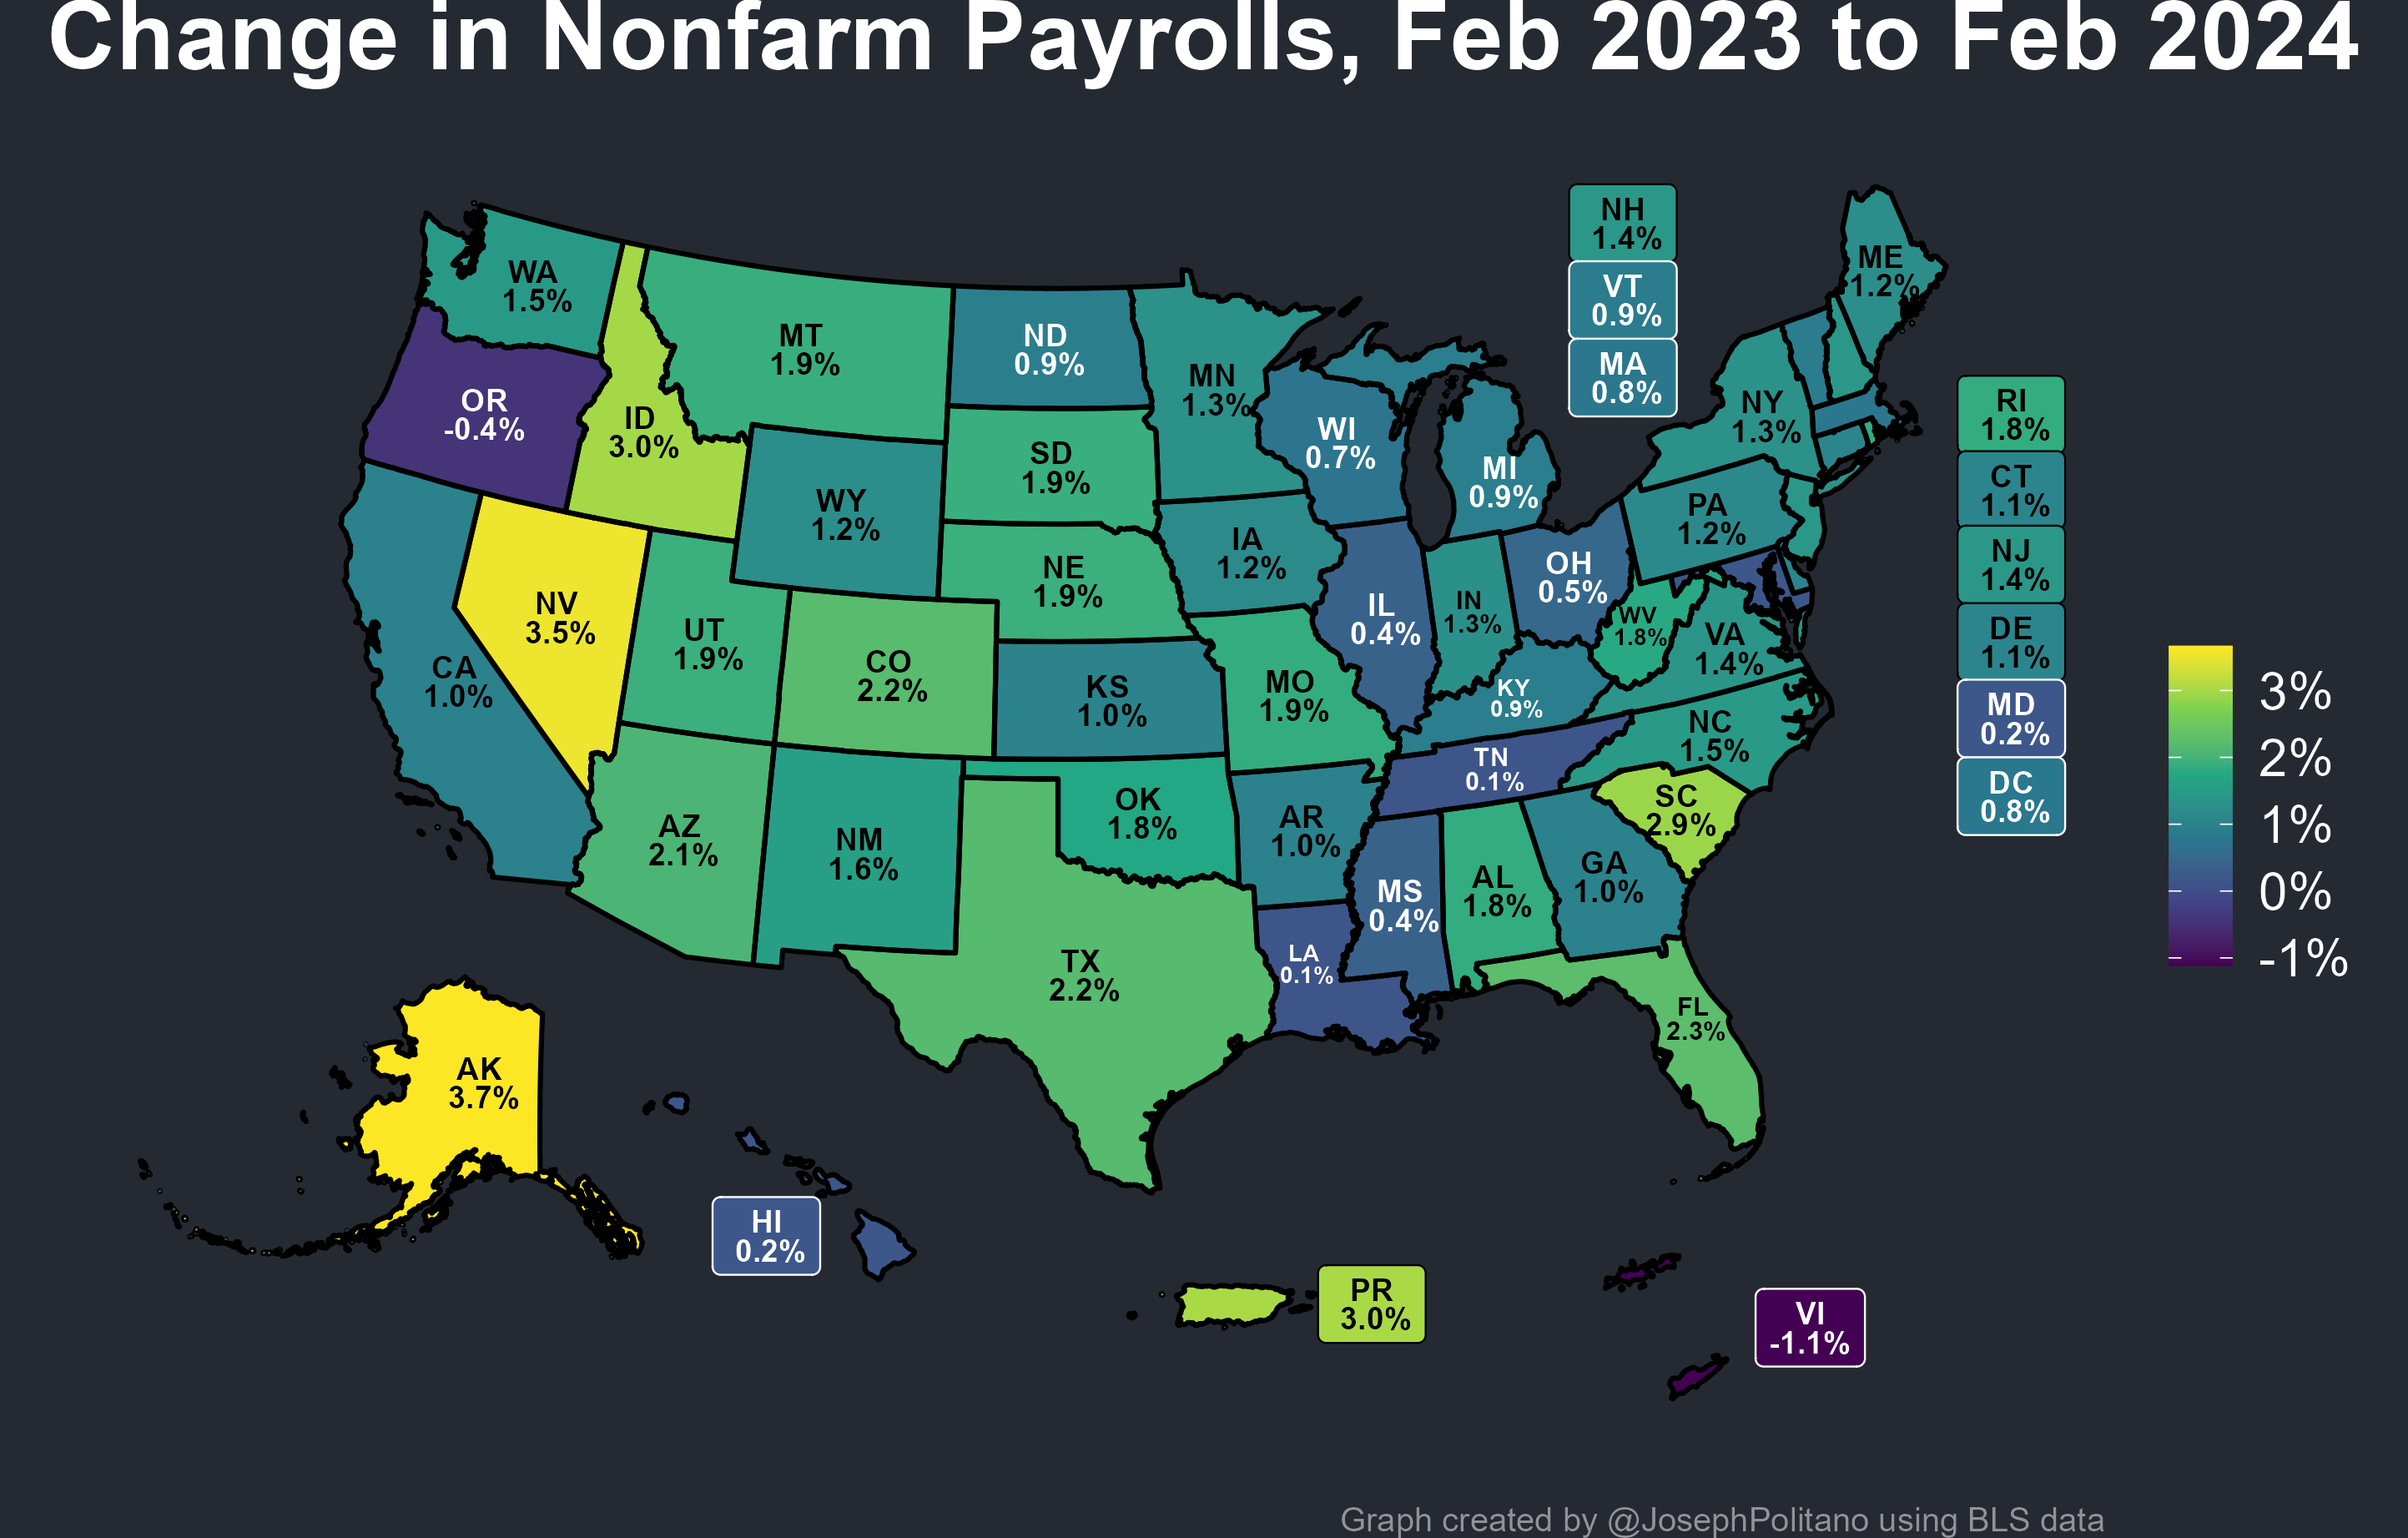 Change in Nonfarm Payrolls, Feb 2023 to Feb 2024
NH
1.4%
VT
0.9%
MA
0.8%
ME
1.2%
WA
1.5%
MT
1.9%
ND
0.9%
MN
1.3%
OR
-0.4%
ID
3.0%
SD
1.9%
WI
0.7%
MI
0.9%
NY
1.3%
RI
1.8%
CT
1.1%
NJ
1.4%
DE
1.1%
MD
0.2%
DC
0.8%
WY
1.2%
IA
1.2%
PA
1.2%
NE
1.9%
NV
3.5%
UT
1.9%
CO
2.2%
IL
0.4%
IN
1.3%
OH
0.5%
WV
1.8%
VA
1.4%
CA
1.0%
KS
1.0%
MO
1.9%
KY
0.9%
NC
1.5%
TN
0.1%
SC
2.9%
AZ
2.1%
NM
1.6%
OK
1.8%
AR
1.0%
MS
0.4%
AL
1.8%
GA
1.0%
TX
2.2%
LA
0.1%
FL
2.3%
3%
2%
1%
0%
-1%
AK
3.7%
HI
0.2%
PR
3.0%
VI
-1.1%
Graph created by @JosephPolitano using BLS data